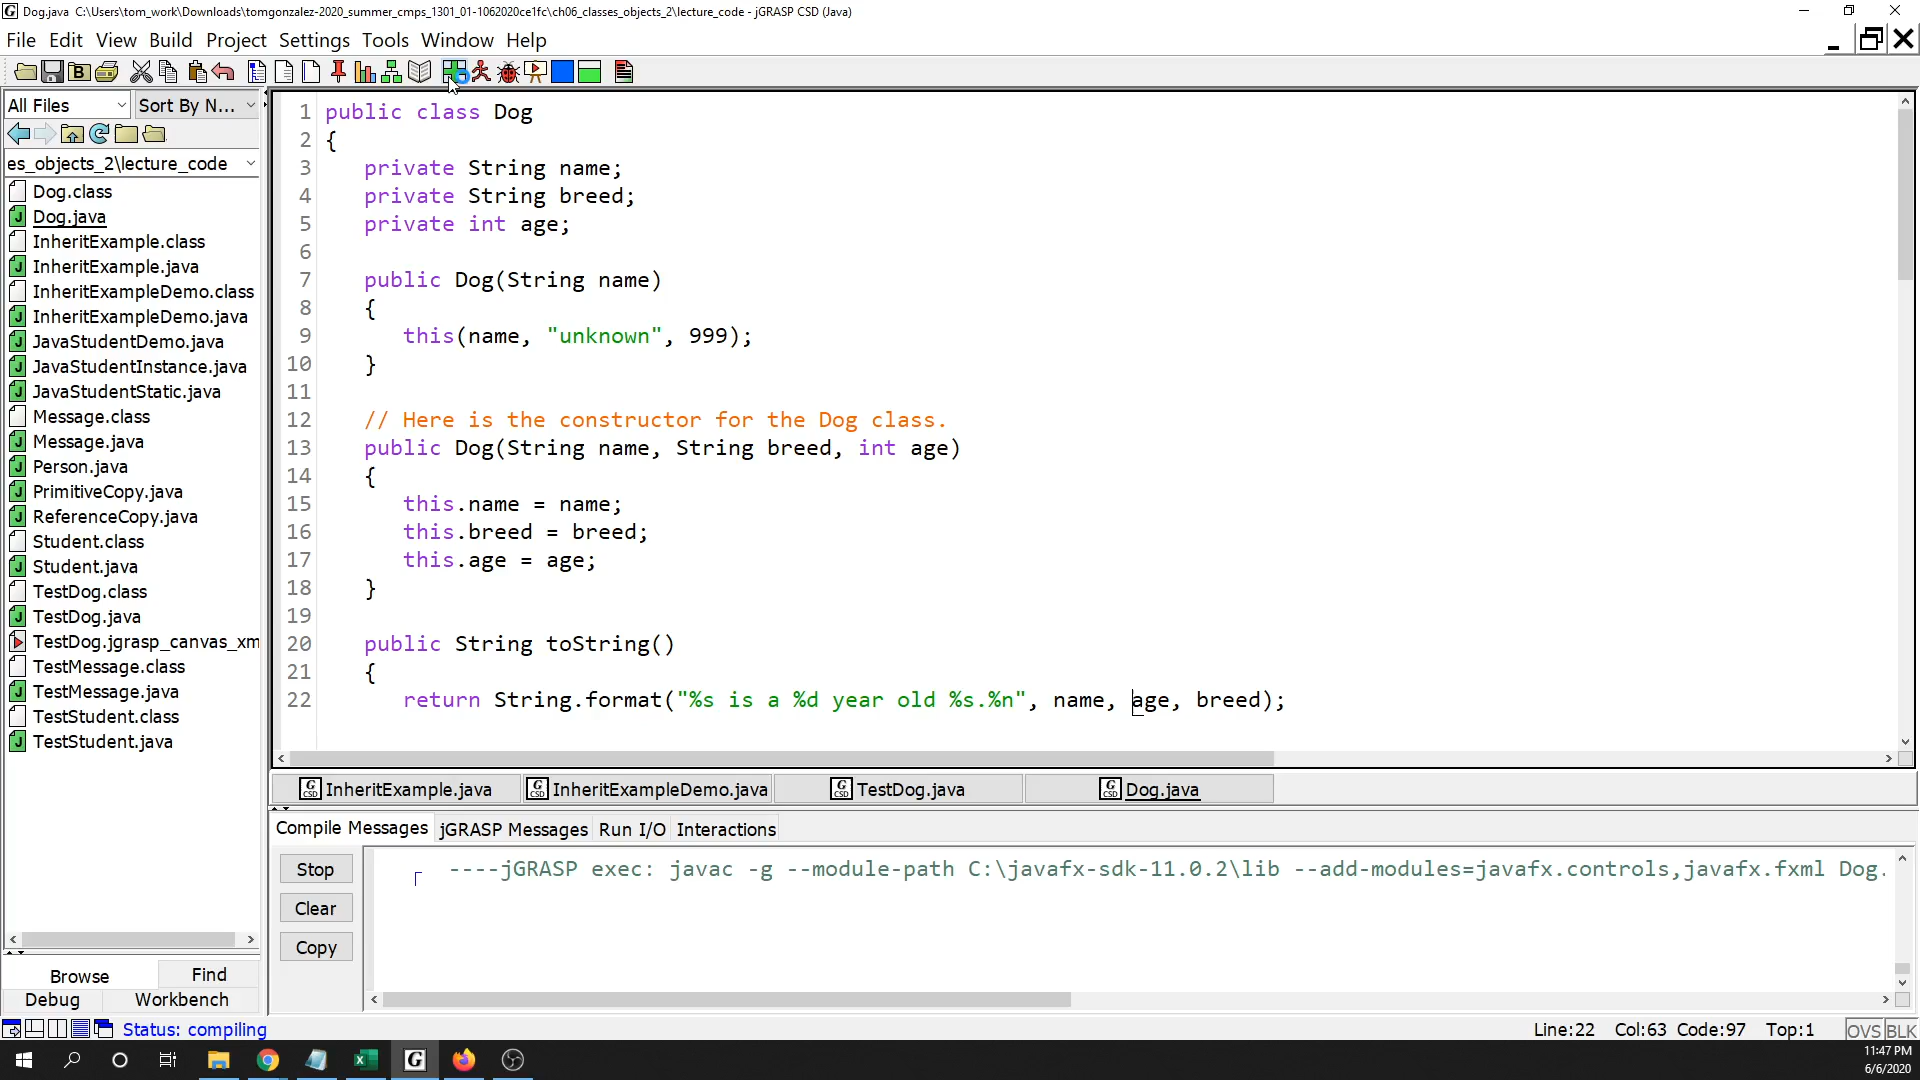 Dog.java C:\Users\tom_work\Downloads\tomgonzalez-2020_summer_cmps_1301_01-1062020ce1fc\ch06_classes_objects_2\lecture_code - jGRASP CSD (Java)
File Edit View Build Project Settings Tools Window Help
All Files Sort By N...
es_objects_2\lecture_code
Dog.class
Dog.java
InheritExample.class
InheritExample.java
InheritExampleDemo.class
InheritExampleDemo.java
JavaStudentDemo.java
JavaStudentInstance.java
JavaStudentStatic.java
Message.class
Message.java
Person.java
PrimitiveCopy.java
ReferenceCopy.java
Student.class
Student.java
TestDog.class
TestDog.java
TestDog.jgrasp_canvas_xm
TestMessage.class
TestMessage.java
TestStudent.class
TestStudent.java
Browse Find
Debug Workbench
1 public class Dog
2 {
3 private String name;
4 private String breed;
5 private int age;
6
7 public Dog(String name)
8 {
9 this(name, "unknown", 999);
10 }
11
12 // Here is the constructor for the Dog class.
13 public Dog(String name, String breed, int age)
14 {
15 this.name = name;
16 this.breed = breed;
17 this.age = age;
18 }
19
20 public String toString()
21 {
22 return String.format("%s is a %d year old %s.%n", name, age, breed);
InheritExample.java InheritExampleDemo.java TestDog.java Dog.java
Compile Messages jGRASP Messages Run I/O Interactions
Stop
Clear
Copy
----jGRASP exec: javac -g --module-path C:\javafx-sdk-11.0.2\lib --add-modules=javafx.controls,javafx.fxml Dog.
Status: compiling
Line:22 Col:63 Code:97 Top:1 OVS BLK
11:47 PM
6/6/2020